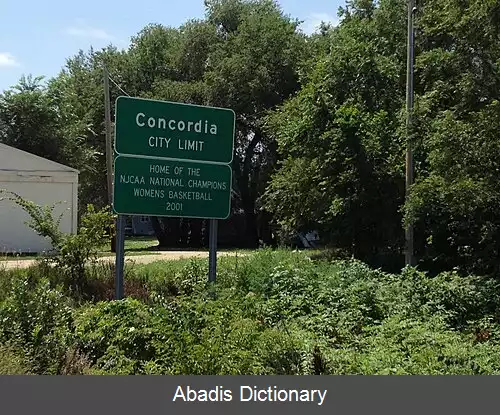 Concordia
CITY LIMIT
HOME OF THE
NJCAA NATIONAL CHAMPIONS
WOMENS BASKETBALL
2001
Abadis Dictionary